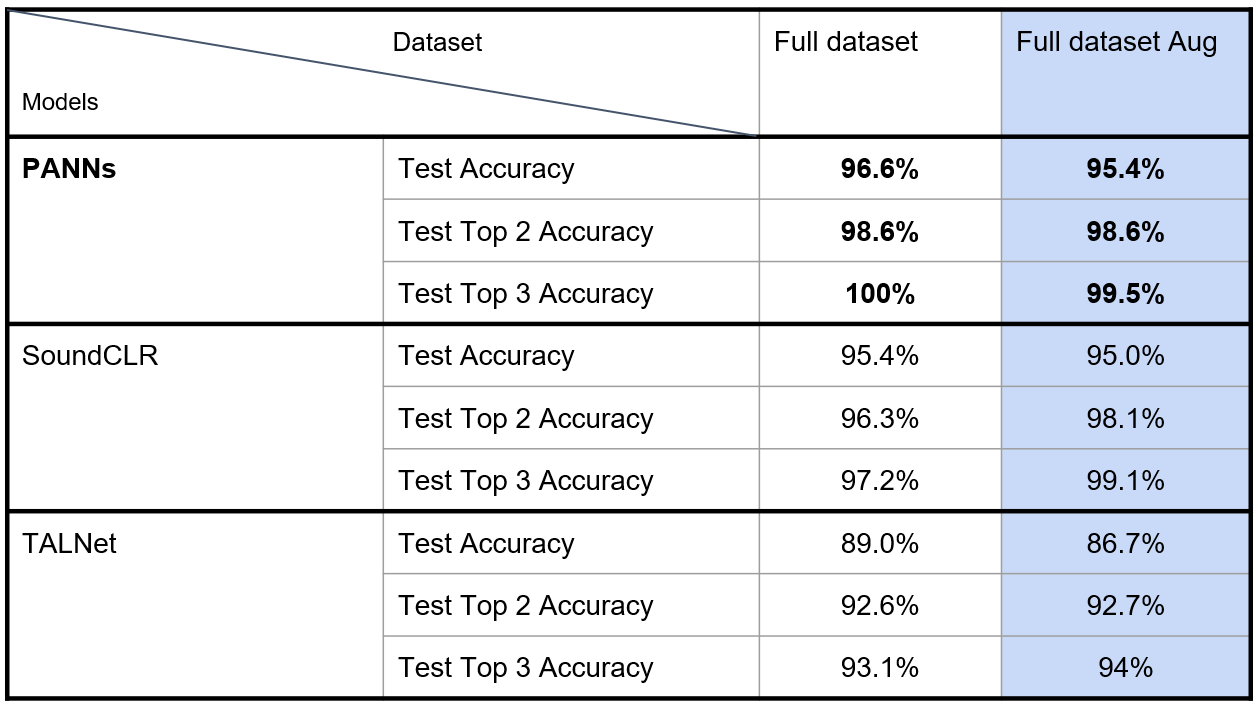 Dataset Full dataset Full dataset Aug
Models
PANNs Test Accuracy 96.6% 95.4%
Test Top 2 Accuracy 98.6% 98.6%
Test Top 3 Accuracy 100% 99.5%
SoundCLR Test Accuracy 95.4% 95.0%
Test Top 2 Accuracy 96.3% 98.1%
Test Top 3 Accuracy 97.2% 99.1%
TALNet Test Accuracy 89.0% 86.7%
Test Top 2 Accuracy 92.6% 92.7%
Test Top 3 Accuracy 93.1% 94%